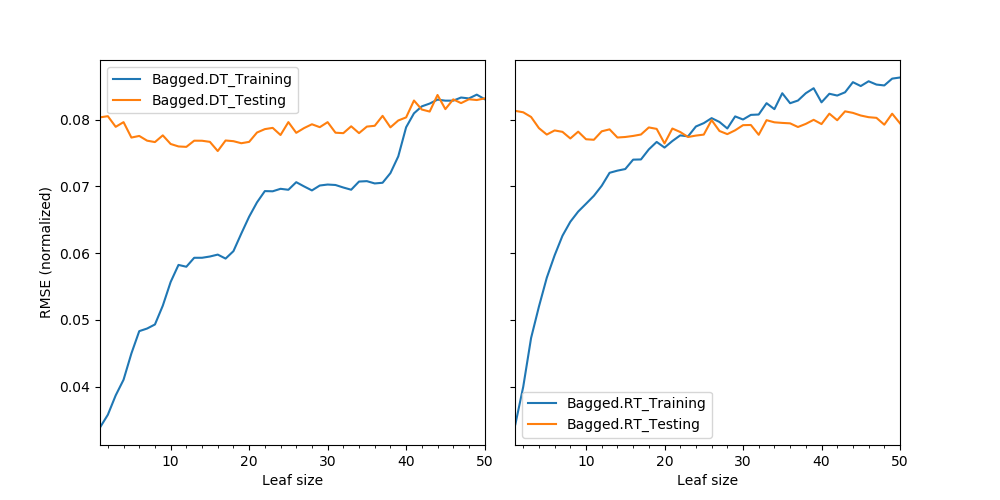 Bagged.DT_Training
Bagged.DT_Testing
RMSE (normalized)
0.08
0.07
0.06
0.05
0.04
10 20 30 40 50
Leaf size
Bagged.RT_Training
Bagged.RT_Testing
10 20 30 40 50
Leaf size